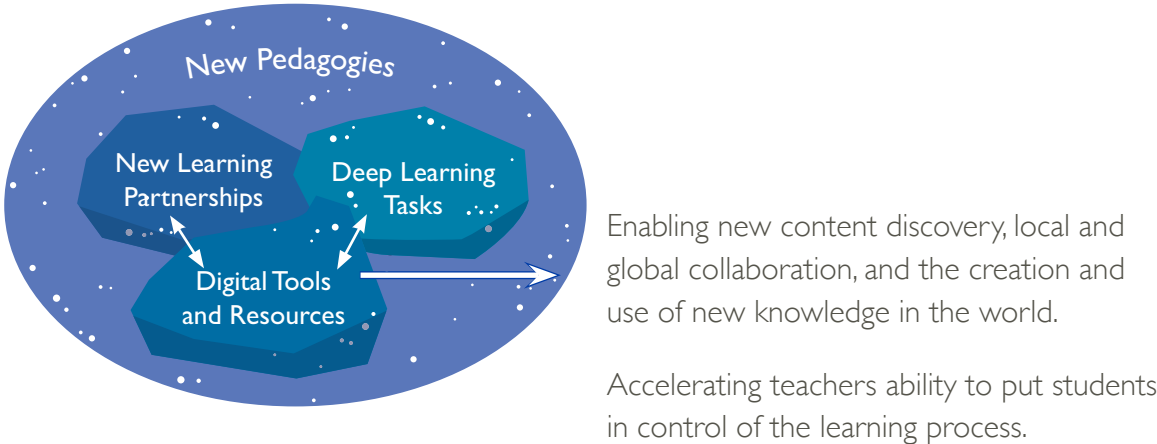 New Pedagogies
New Learning
Partnerships
Deep Learning
Tasks
Digital Tools
and Resources
Enabling new content discovery, local and
global collaboration, and the creation and
use of new knowledge in the world.
Accelerating teachers ability to put students
in control of the learning process.